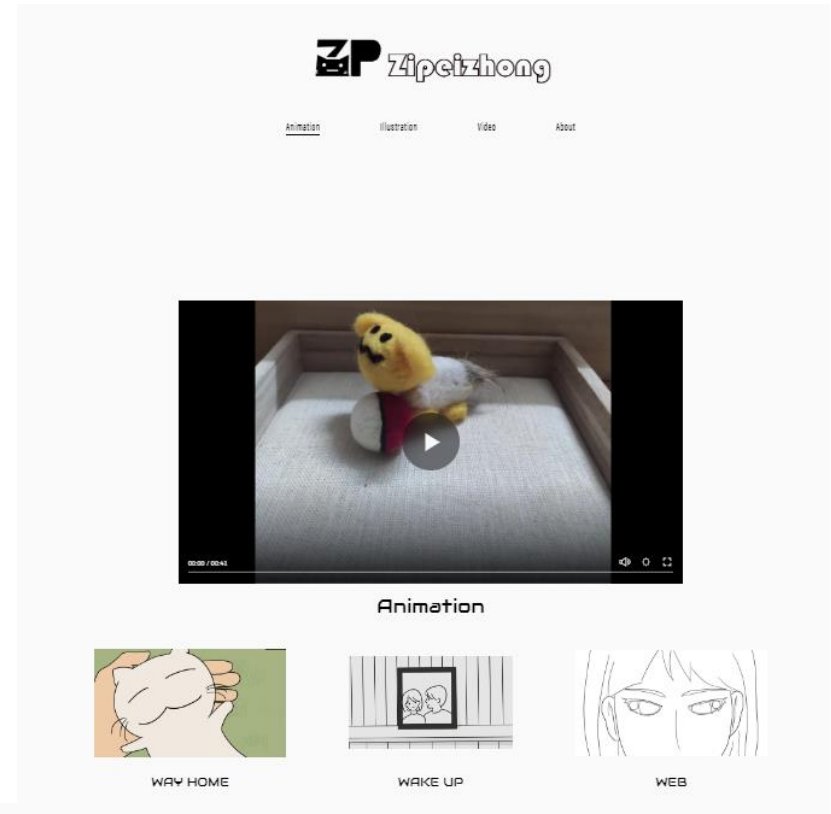 ZP Zipeizhong
Animation Illustration Video About
00:00 / 00:41
Animation
WAY HOME WAKE UP WEB